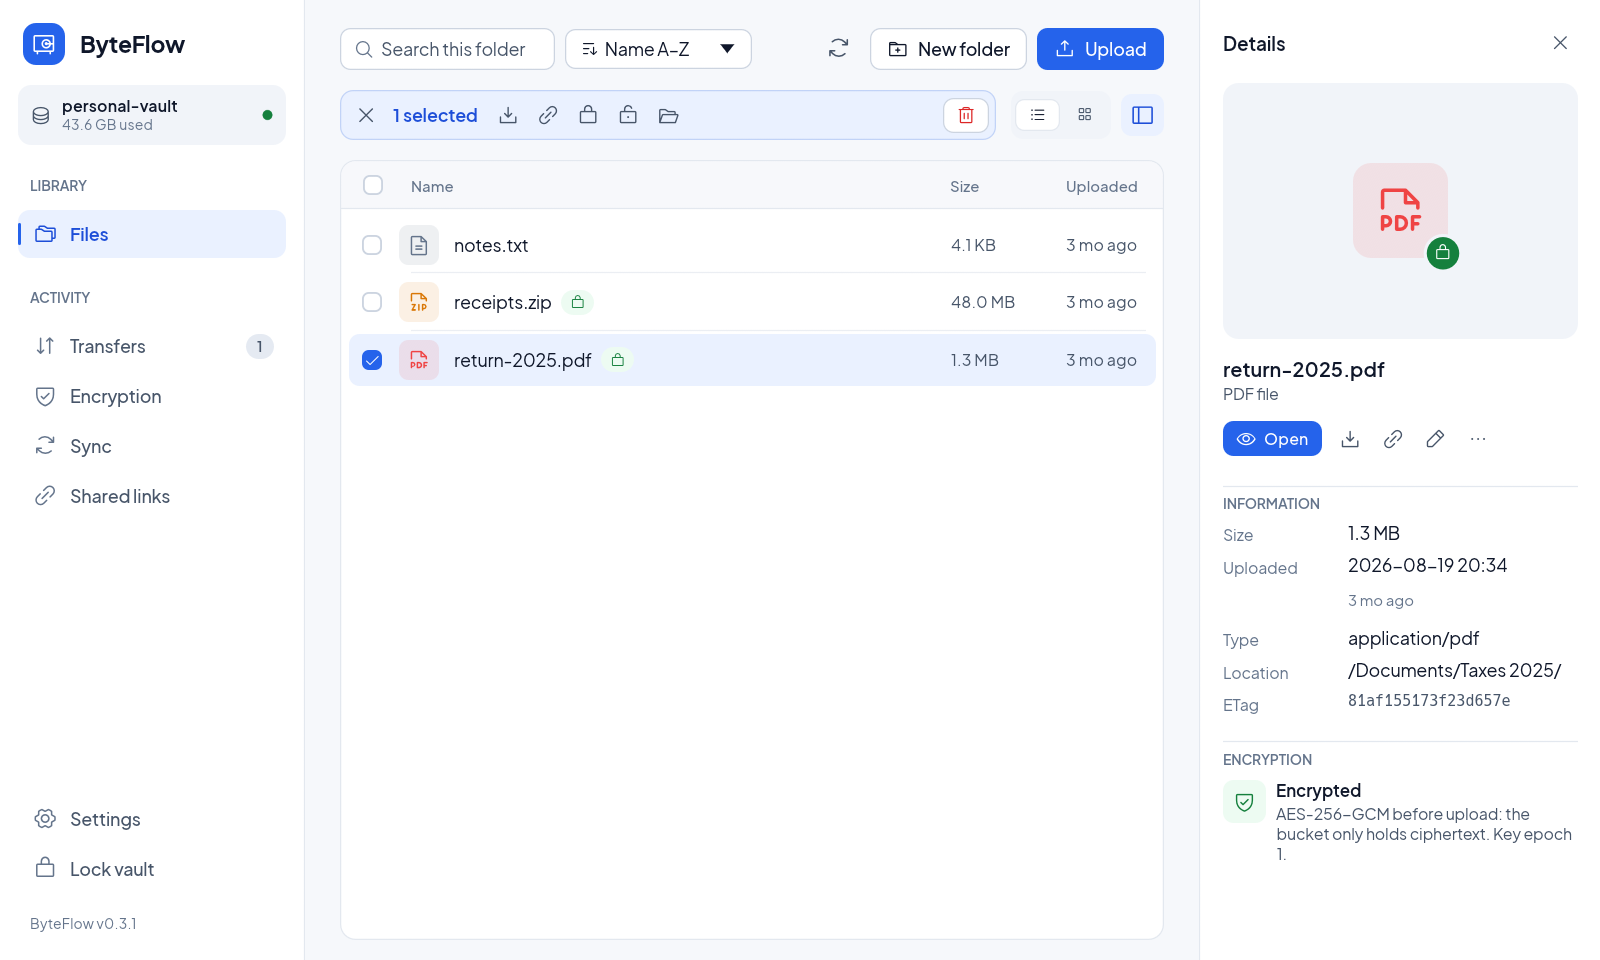 ByteFlow
personal-vault
43.6 GB used
LIBRARY
Files
ACTIVITY
Transfers 1
Encryption
Sync
Shared links
Settings
Lock vault
ByteFlow v0.3.1
Search this folder
Name A–Z
New folder
Upload
1 selected
Name Size Uploaded
notes.txt 4.1 KB 3 mo ago
ZIP receipts.zip 48.0 MB 3 mo ago
PDF return-2025.pdf 1.3 MB 3 mo ago
Details
PDF
return-2025.pdf
PDF file
Open
INFORMATION
Size 1.3 MB
Uploaded 2026-08-19 20:34
3 mo ago
Type application/pdf
Location /Documents/Taxes 2025/
ETag 81af155173f23d657e
ENCRYPTION
Encrypted
AES-256-GCM before upload: the
bucket only holds ciphertext. Key epoch
1.